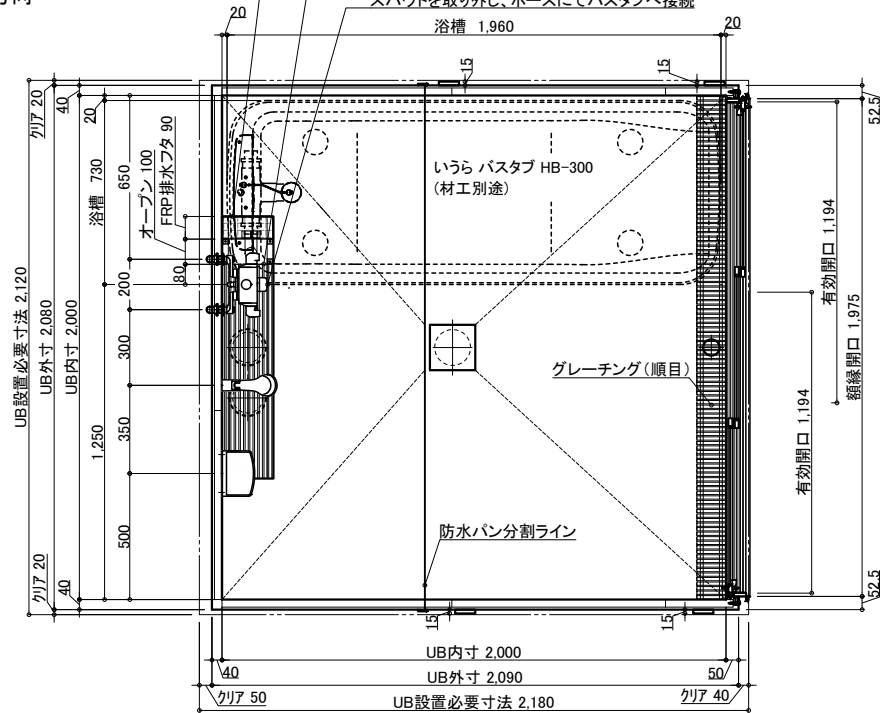 スパウトを取り外し、ホースにてバスタブへ接続
20
浴槽 1,960
20
15
15
クリア 20
40
20
52.5
浴槽 730
650
オープン 100
FRP排水フタ 90
80
いうら バスタブ HB-300
(材工別途)
有効開口 1,194
UB設置必要寸法 2,120
UB外寸 2,080
UB内寸 2,000
200
300
グレーチング(順目)
額縁開口 1,975
有効開口 1,194
1,250
350
500
防水パン分割ライン
クリア 20
40
52.5
15
15
UB内寸 2,000
40
UB外寸 2,090
50
クリア 50
UB設置必要寸法 2,180
クリア 40